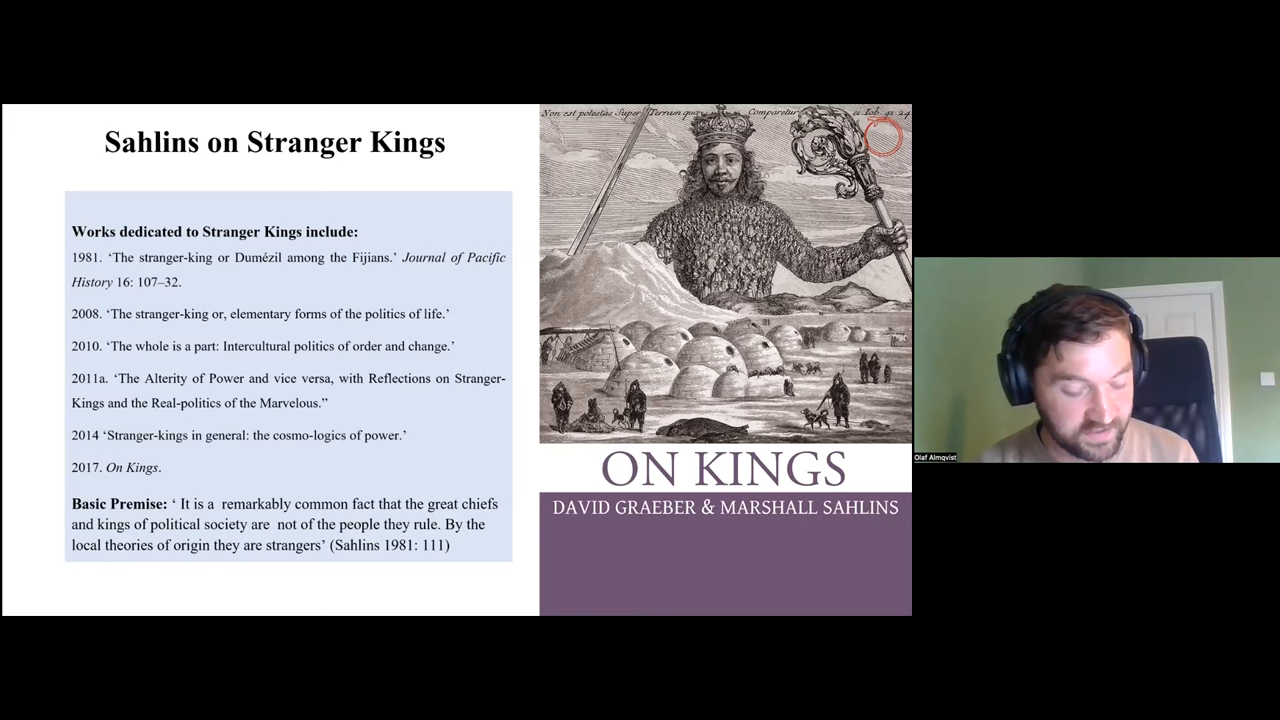 Sahlins on Stranger Kings
Works dedicated to Stranger Kings include:
1981. ‘The stranger-king or Dumézil among the Fijians.’ Journal of Pacific
History 16: 107–32.
2008. ‘The stranger-king or, elementary forms of the politics of life.’
2010. ‘The whole is a part: Intercultural politics of order and change.’
2011a. ‘The Alterity of Power and vice versa, with Reflections on Stranger-
Kings and the Real-politics of the Marvelous.”
2014 ‘Stranger-kings in general: the cosmo-logics of power.’
2017. On Kings.
Basic Premise: ‘ It is a remarkably common fact that the great chiefs
and kings of political society are not of the people they rule. By the
local theories of origin they are strangers’ (Sahlins 1981: 111)
Non est potestas Super Terram quæ Comparetur ei Iob. 41 24
ON KINGS
DAVID GRAEBER & MARSHALL SAHLINS
Olaf Almqvist